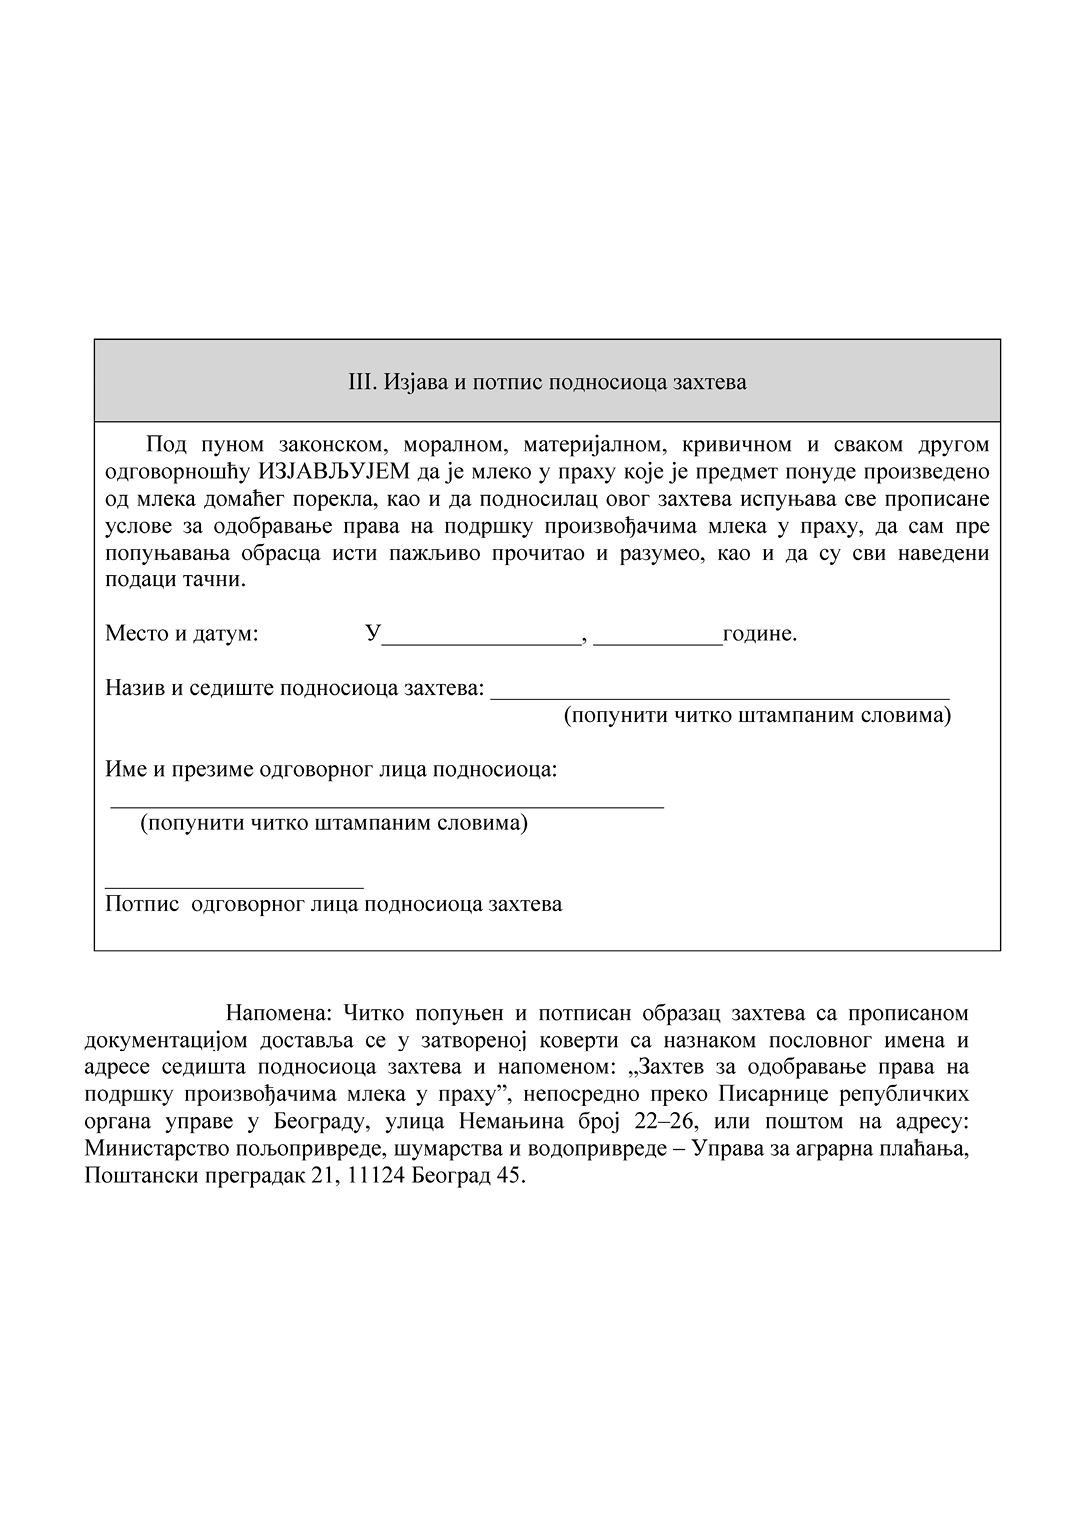 III. Изјава и потпис подносиоца захтева
Под пуном законском, моралном, материјалном, кривичном и сваком другом
одговорношћу ИЗЈАВЉУЈЕМ да је млеко у праху које је предмет понуде произведено
од млека домаћег порекла, као и да подносилац овог захтева испуњава све прописане
услове за одобравање права на подршку произвођачима млека у праху, да сам пре
попуњавања обрасца исти пажљиво прочитао и разумео, као и да су сви наведени
подаци тачни.
Место и датум: У________________, __________године.
Назив и седиште подносиоца захтева: _____________________________________
(попунити читко штампаним словима)
Име и презиме одговорног лица подносиоца:
_____________________________________________
(попунити читко штампаним словима)
_____________________
Потпис одговорног лица подносиоца захтева
Напомена: Читко попуњен и потписан образац захтева са прописаном
документацијом доставља се у затвореној коверти са назнаком пословног имена и
адресе седишта подносиоца захтева и напоменом: „Захтев за одобравање права на
подршку произвођачима млека у праху”, непосредно преко Писарнице републичких
органа управе у Београду, улица Немањина број 22–26, или поштом на адресу:
Министарство пољопривреде, шумарства и водопривреде – Управа за аграрна плаћања,
Поштански преградак 21, 11124 Београд 45.